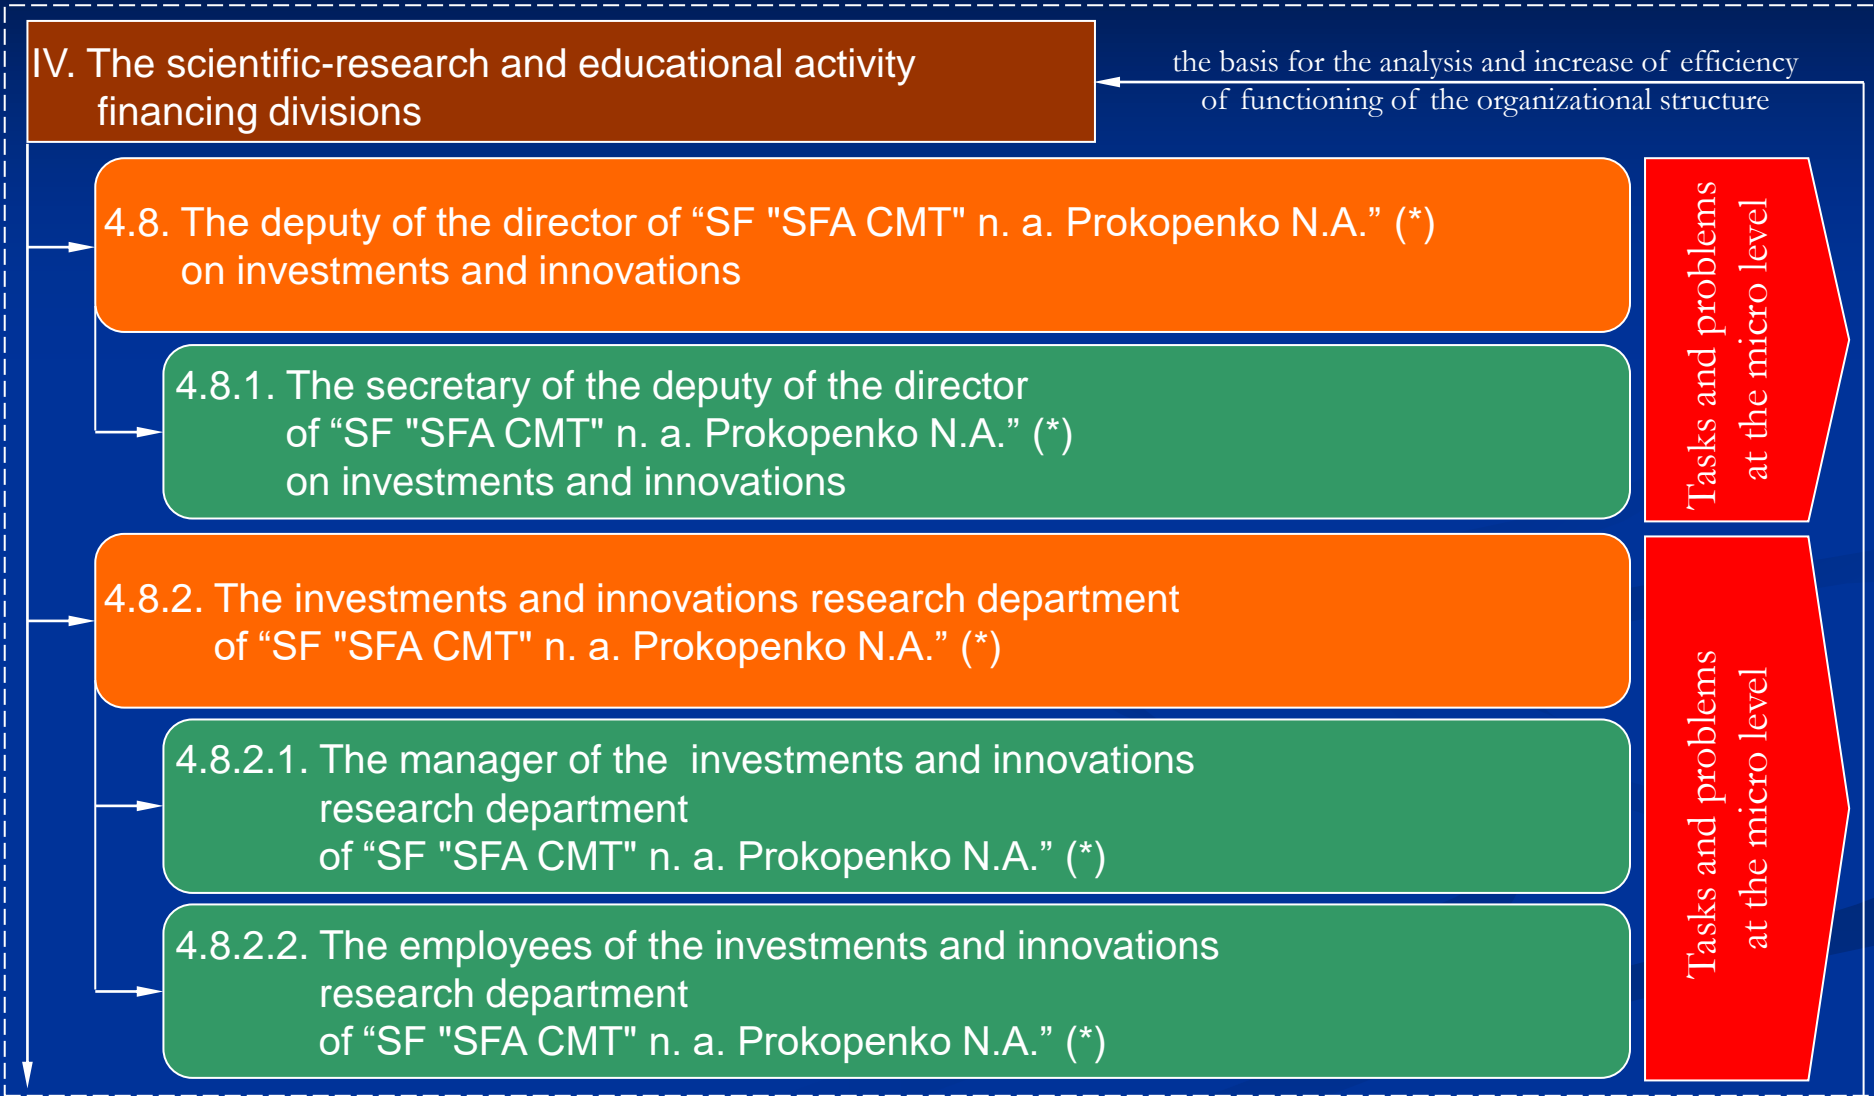 IV. The scientific-research and educational activity
financing divisions
the basis for the analysis and increase of efficiency
of functioning of the organizational structure
4.8. The deputy of the director of “SF "SFA CMT" n. a. Prokopenko N.A.” (*)
on investments and innovations
4.8.1. The secretary of the deputy of the director
of “SF "SFA CMT" n. a. Prokopenko N.A.” (*)
on investments and innovations
Tasks and problems
at the micro level
4.8.2. The investments and innovations research department
of “SF "SFA CMT" n. a. Prokopenko N.A.” (*)
4.8.2.1. The manager of the  investments and innovations
research department
of “SF "SFA CMT" n. a. Prokopenko N.A.” (*)
4.8.2.2. The employees of the investments and innovations
research department
of “SF "SFA CMT" n. a. Prokopenko N.A.” (*)
Tasks and problems
at the micro level